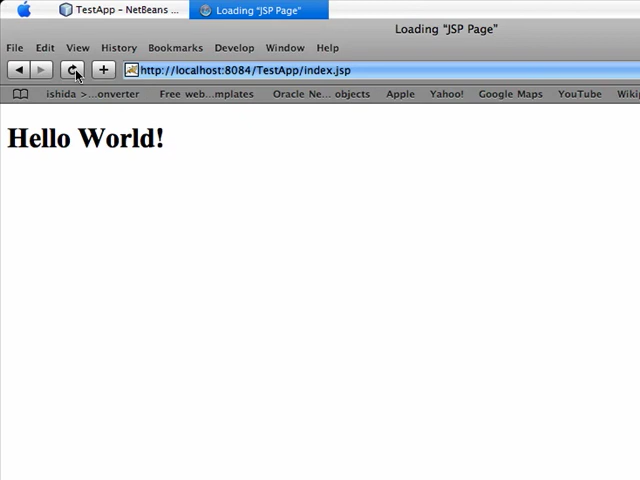 TestApp – NetBeans ...
Loading "JSP Page"
Loading "JSP Page"
File Edit View History Bookmarks Develop Window Help
http://localhost:8084/TestApp/index.jsp
ishida >...onverter Free web...mplates Oracle Ne... objects Apple Yahoo! Google Maps YouTube Wiki
Hello World!